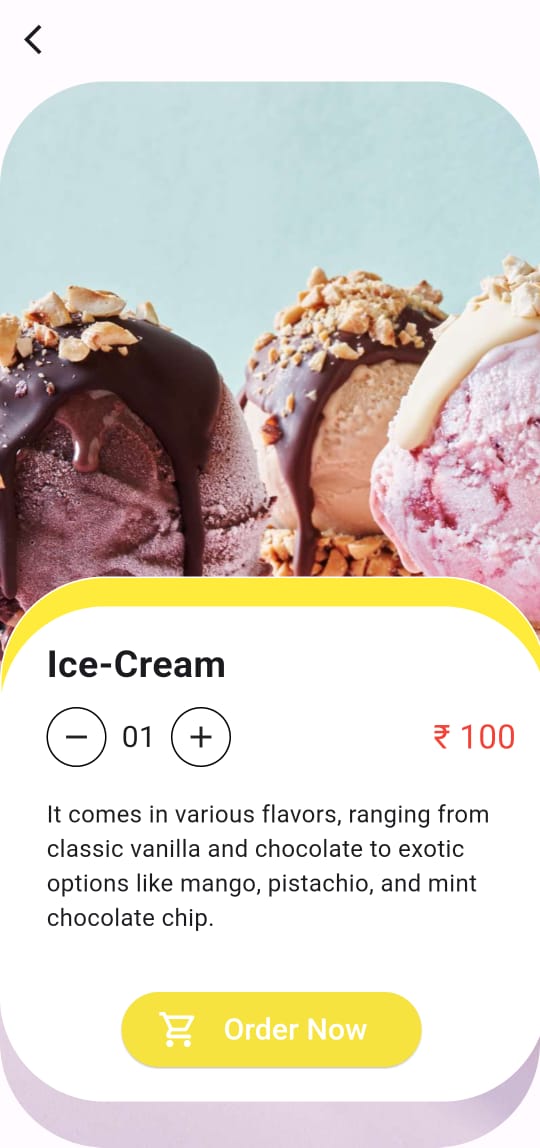 Ice-Cream
01
₹ 100
It comes in various flavors, ranging from
classic vanilla and chocolate to exotic
options like mango, pistachio, and mint
chocolate chip.
Order Now